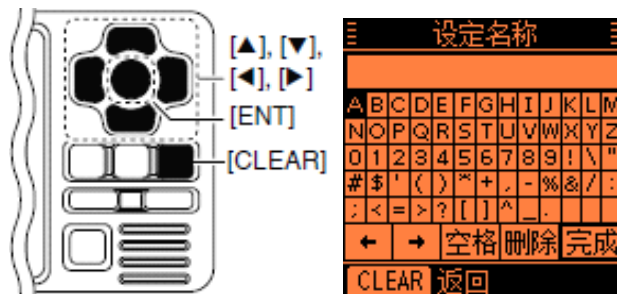 [▲], [▼],
[◀], [▶]
[ENT]
[CLEAR]
设定名称
A B C D E F G H I J K L M
N O P Q R S T U V W X Y Z
0 1 2 3 4 5 6 7 8 9 ! \ "
# $ ' ( ) * + , - % & / :
; < = > ? [ ] ^ _ .
← → 空格 删除 完成
CLEAR 返回